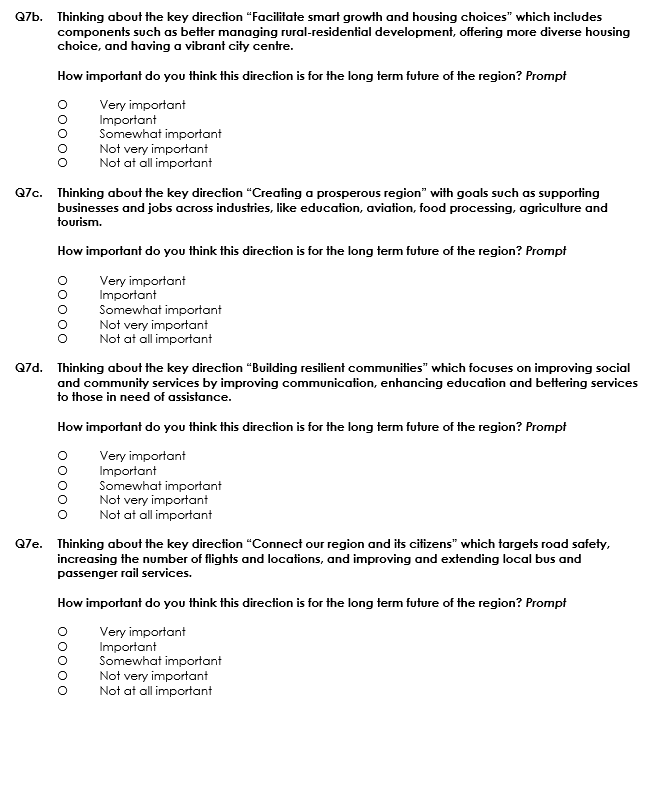 Q7b. Thinking about the key direction “Facilitate smart growth and housing choices” which includes
components such as better managing rural-residential development, offering more diverse housing
choice, and having a vibrant city centre.
How important do you think this direction is for the long term future of the region? Prompt
O Very important
O Important
O Somewhat important
O Not very important
O Not at all important
Q7c. Thinking about the key direction “Creating a prosperous region” with goals such as supporting
businesses and jobs across industries, like education, aviation, food processing, agriculture and
tourism.
How important do you think this direction is for the long term future of the region? Prompt
O Very important
O Important
O Somewhat important
O Not very important
O Not at all important
Q7d. Thinking about the key direction “Building resilient communities” which focuses on improving social
and community services by improving communication, enhancing education and bettering services
to those in need of assistance.
How important do you think this direction is for the long term future of the region? Prompt
O Very important
O Important
O Somewhat important
O Not very important
O Not at all important
Q7e. Thinking about the key direction “Connect our region and its citizens” which targets road safety,
increasing the number of flights and locations, and improving and extending local bus and
passenger rail services.
How important do you think this direction is for the long term future of the region? Prompt
O Very important
O Important
O Somewhat important
O Not very important
O Not at all important